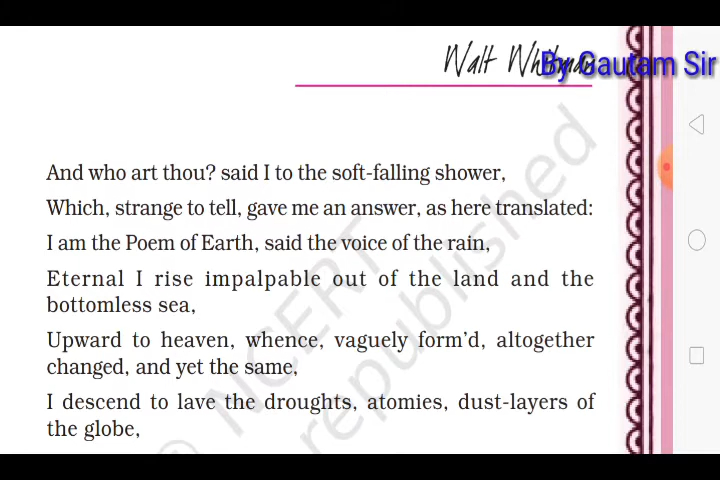 Walt Whitman
By Gautam Sir
And who art thou? said I to the soft-falling shower,
Which, strange to tell, gave me an answer, as here translated:
I am the Poem of Earth, said the voice of the rain,
Eternal I rise impalpable out of the land and the
bottomless sea,
Upward to heaven, whence, vaguely form'd, altogether
changed, and yet the same,
I descend to lave the droughts, atomies, dust-layers of
the globe,
© NCERT
republished